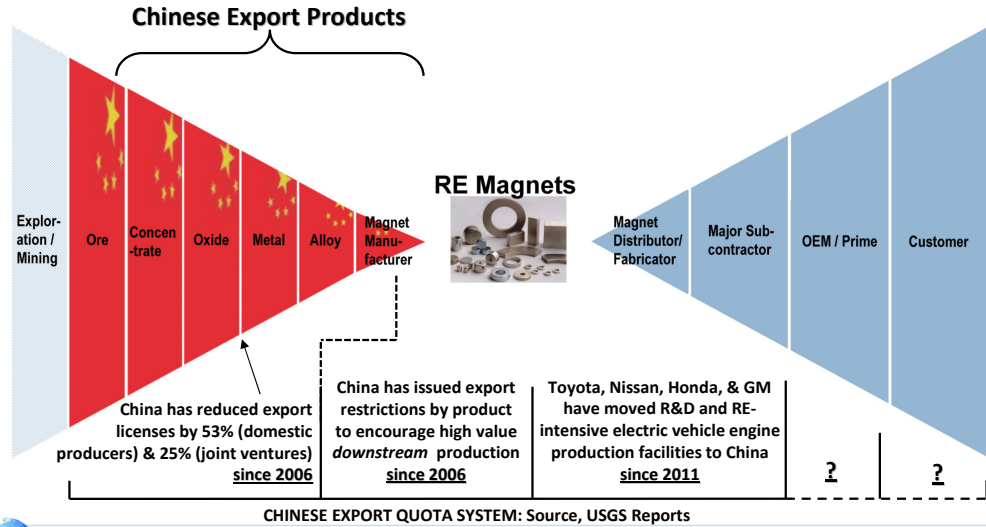 Chinese Export Products
RE Magnets
Explor-
ation /
Mining
Ore
Concen
-trate
Oxide
Metal
Alloy
Magnet
Manu-
facturer
Magnet
Distributor/
Fabricator
Major Sub-
contractor
OEM / Prime
Customer
China has reduced export
licenses by 53% (domestic
producers) & 25% (joint ventures)
since 2006
China has issued export
restrictions by product
to encourage high value
downstream production
since 2006
Toyota, Nissan, Honda, & GM
have moved R&D and RE-
intensive electric vehicle engine
production facilities to China
since 2011
?
?
CHINESE EXPORT QUOTA SYSTEM: Source, USGS Reports